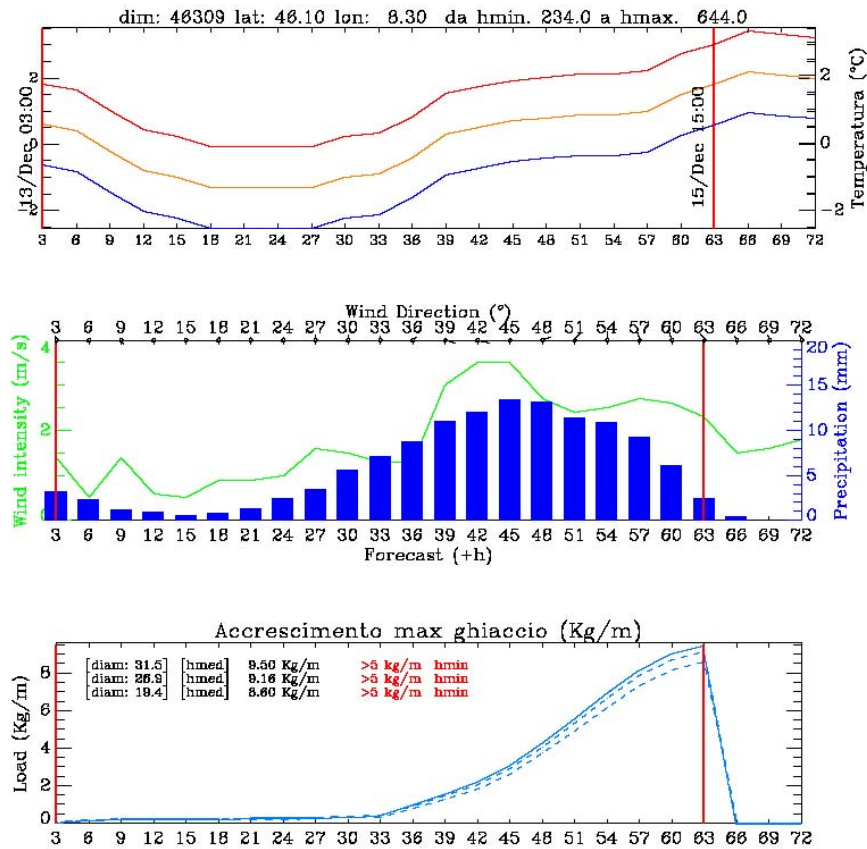 dim: 46309 lat: 46.10 lon: 8.30 da hmin. 234.0 a hmax. 644.0
13/Dec 03:00
15/Dec 15:00
2
0
-2
2
0
-2
Temperatura (°C)
3 6 9 12 15 18 21 24 27 30 33 36 39 42 45 48 51 54 57 60 63 66 69 72
Wind Direction (°)
3 6 9 12 15 18 21 24 27 30 33 36 39 42 45 48 51 54 57 60 63 66 69 72
Wind intensity (m/s)
4
2
0
20
15
10
5
0
Precipitation (mm)
3 6 9 12 15 18 21 24 27 30 33 36 39 42 45 48 51 54 57 60 63 66 69 72
Forecast (+h)
Accrescimento max ghiaccio (Kg/m)
[diam: 31.5] [hmed] 9.50 Kg/m >5 kg/m hmin
[diam: 26.9] [hmed] 9.16 Kg/m >5 kg/m hmin
[diam: 19.4] [hmed] 8.60 Kg/m >5 kg/m hmin
Load (Kg/m)
8
6
4
2
0
3 6 9 12 15 18 21 24 27 30 33 36 39 42 45 48 51 54 57 60 63 66 69 72